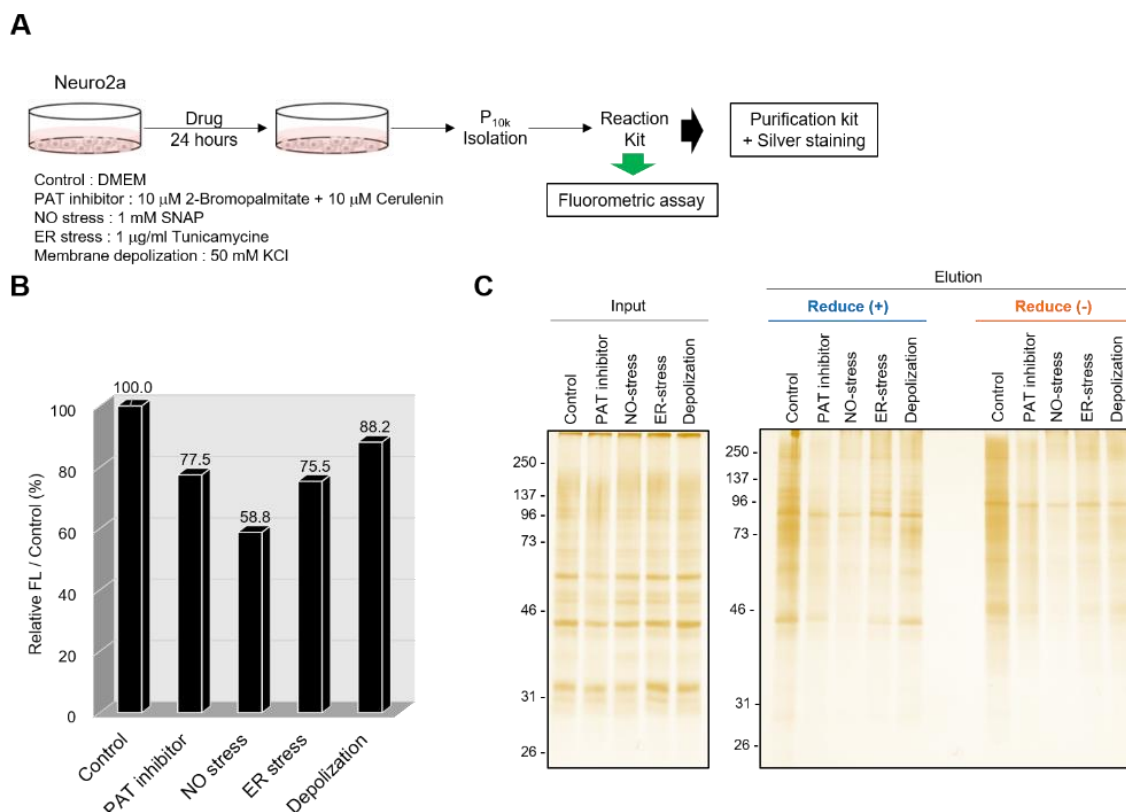 A
Neuro2a
Drug
24 hours
P10k
Isolation
Reaction
Kit
Purification kit
+ Silver staining
Fluorometric assay
Control : DMEM
PAT inhibitor : 10 μM 2-Bromopalmitate + 10 μM Cerulenin
NO stress : 1 mM SNAP
ER stress : 1 μg/ml Tunicamycine
Membrane depolization : 50 mM KCl
B
Relative FL / Control (%)
100
80
60
40
20
0
100.0
77.5
58.8
75.5
88.2
Control
PAT inhibitor
NO stress
ER stress
Depolization
C
Input
Control
PAT inhibitor
NO-stress
ER-stress
Depolization
250 -
137 -
96 -
73 -
46 -
31 -
26 -
Elution
Reduce (+)
Reduce (-)
Control
PAT inhibitor
NO-stress
ER-stress
Depolization
Control
PAT inhibitor
NO-stress
ER-stress
Depolization
250 -
137 -
96 -
73 -
46 -
31 -
26 -